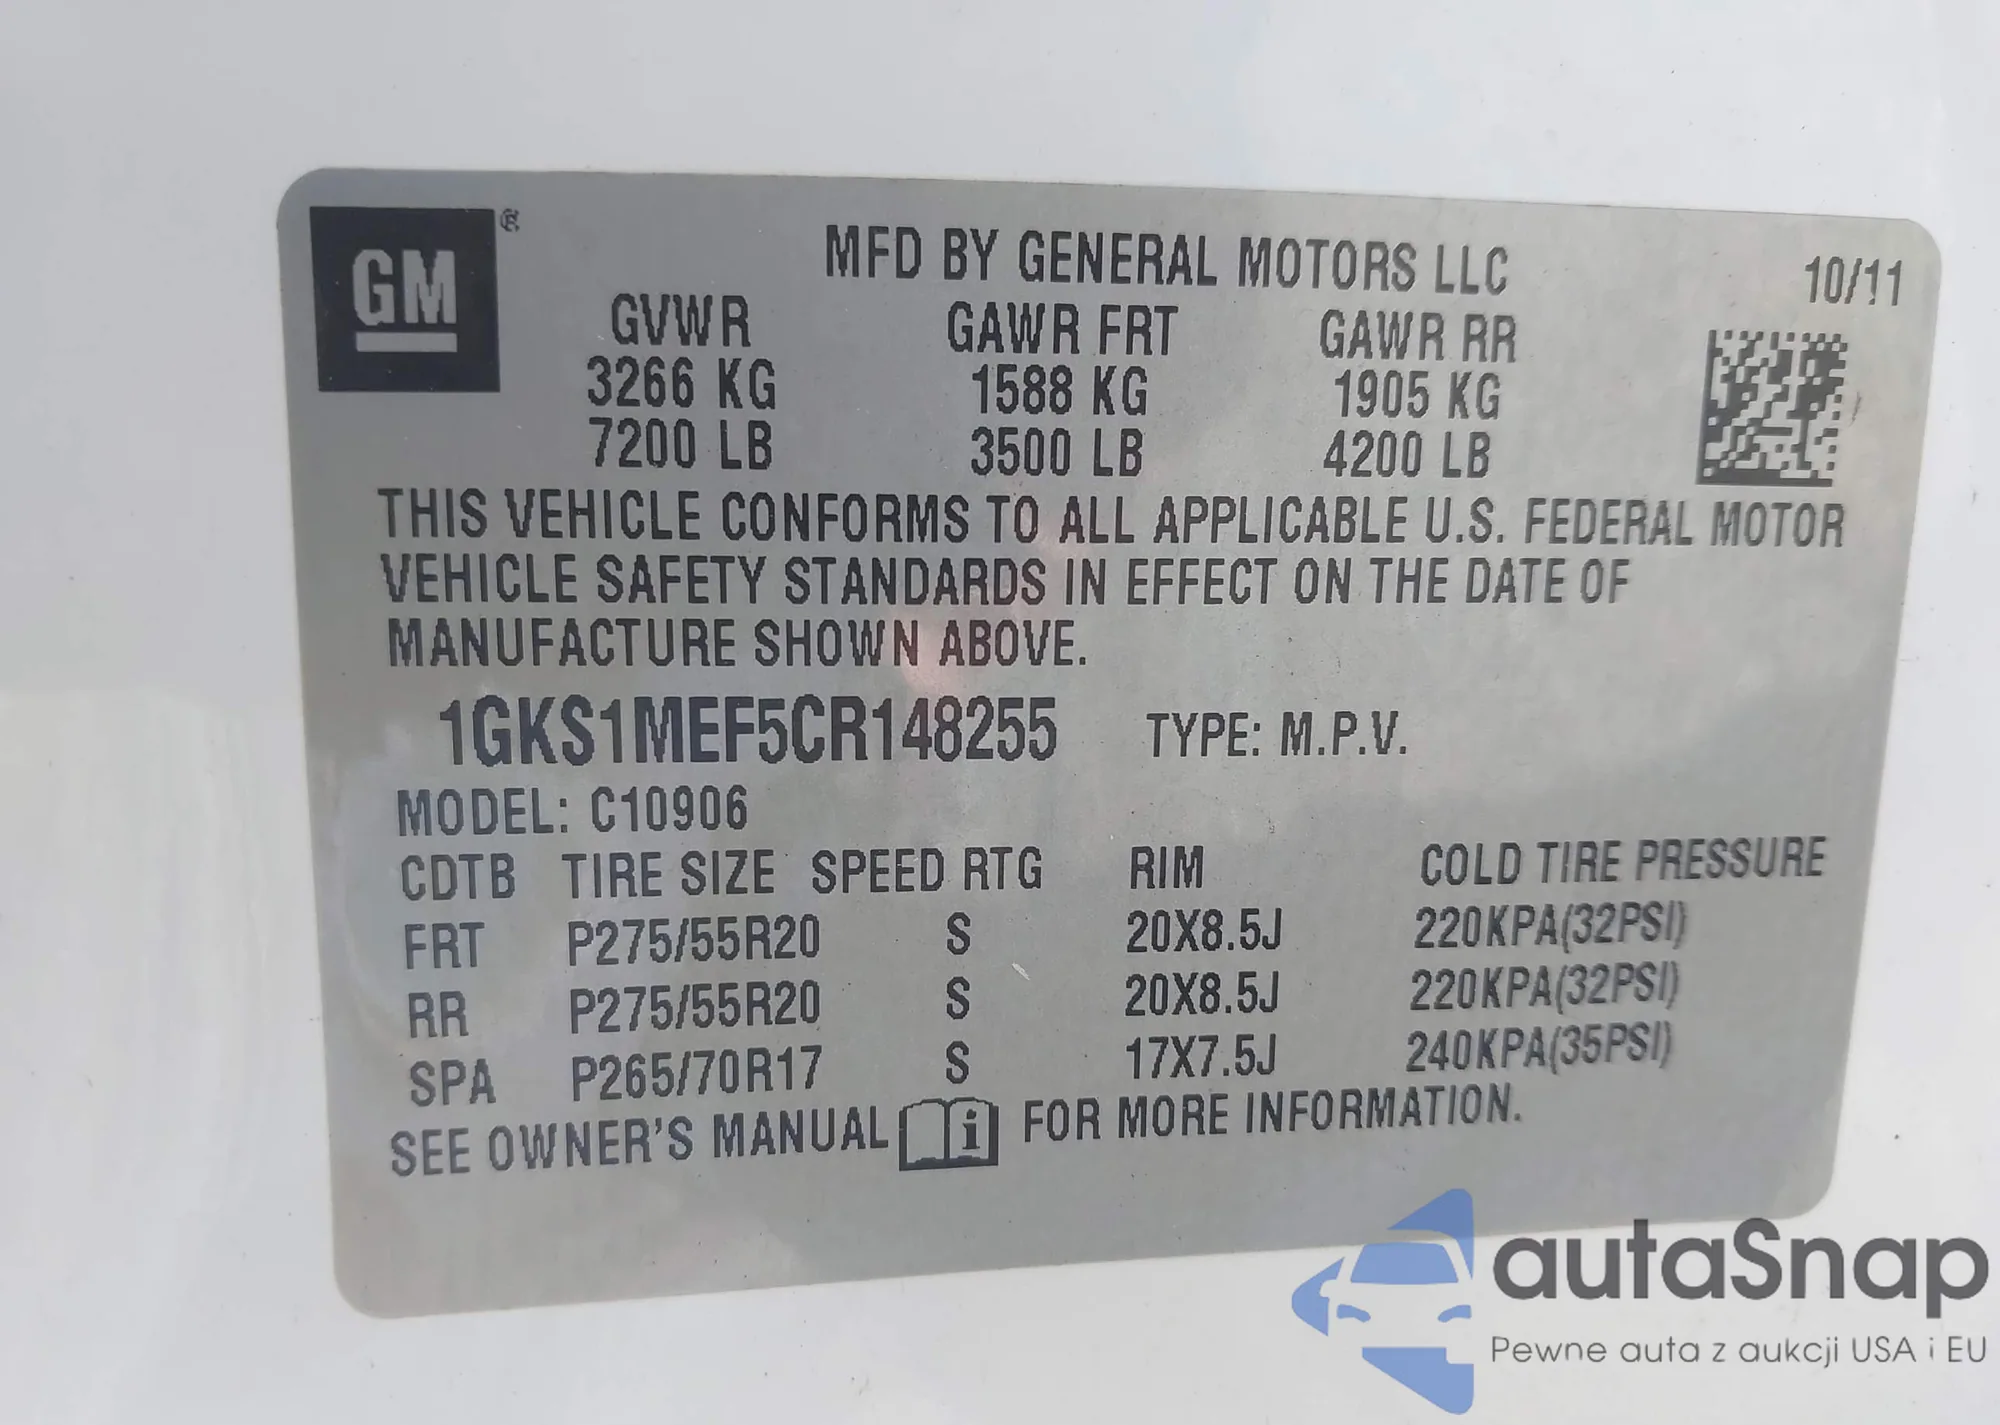 GM ®
MFD BY GENERAL MOTORS LLC 10/11
GVWR GAWR FRT GAWR RR
3266 KG 1588 KG 1905 KG
7200 LB 3500 LB 4200 LB
THIS VEHICLE CONFORMS TO ALL APPLICABLE U.S. FEDERAL MOTOR
VEHICLE SAFETY STANDARDS IN EFFECT ON THE DATE OF
MANUFACTURE SHOWN ABOVE.
1GKS1MEF5CR148255 TYPE: M.P.V.
MODEL: C10906
CDTB TIRE SIZE SPEED RTG RIM COLD TIRE PRESSURE
FRT P275/55R20 S 20X8.5J 220KPA(32PSI)
RR P275/55R20 S 20X8.5J 220KPA(32PSI)
SPA P265/70R17 S 17X7.5J 240KPA(35PSI)
SEE OWNER'S MANUAL i FOR MORE INFORMATION.
autaSnap
Pewne auta z aukcji USA i EU